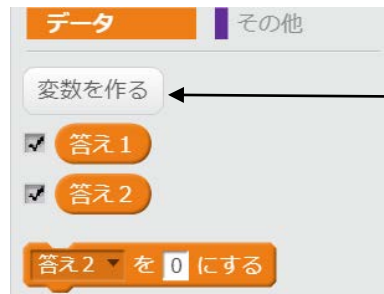 データ その他
変数を作る
答え1
答え2
答え2 を 0 にする